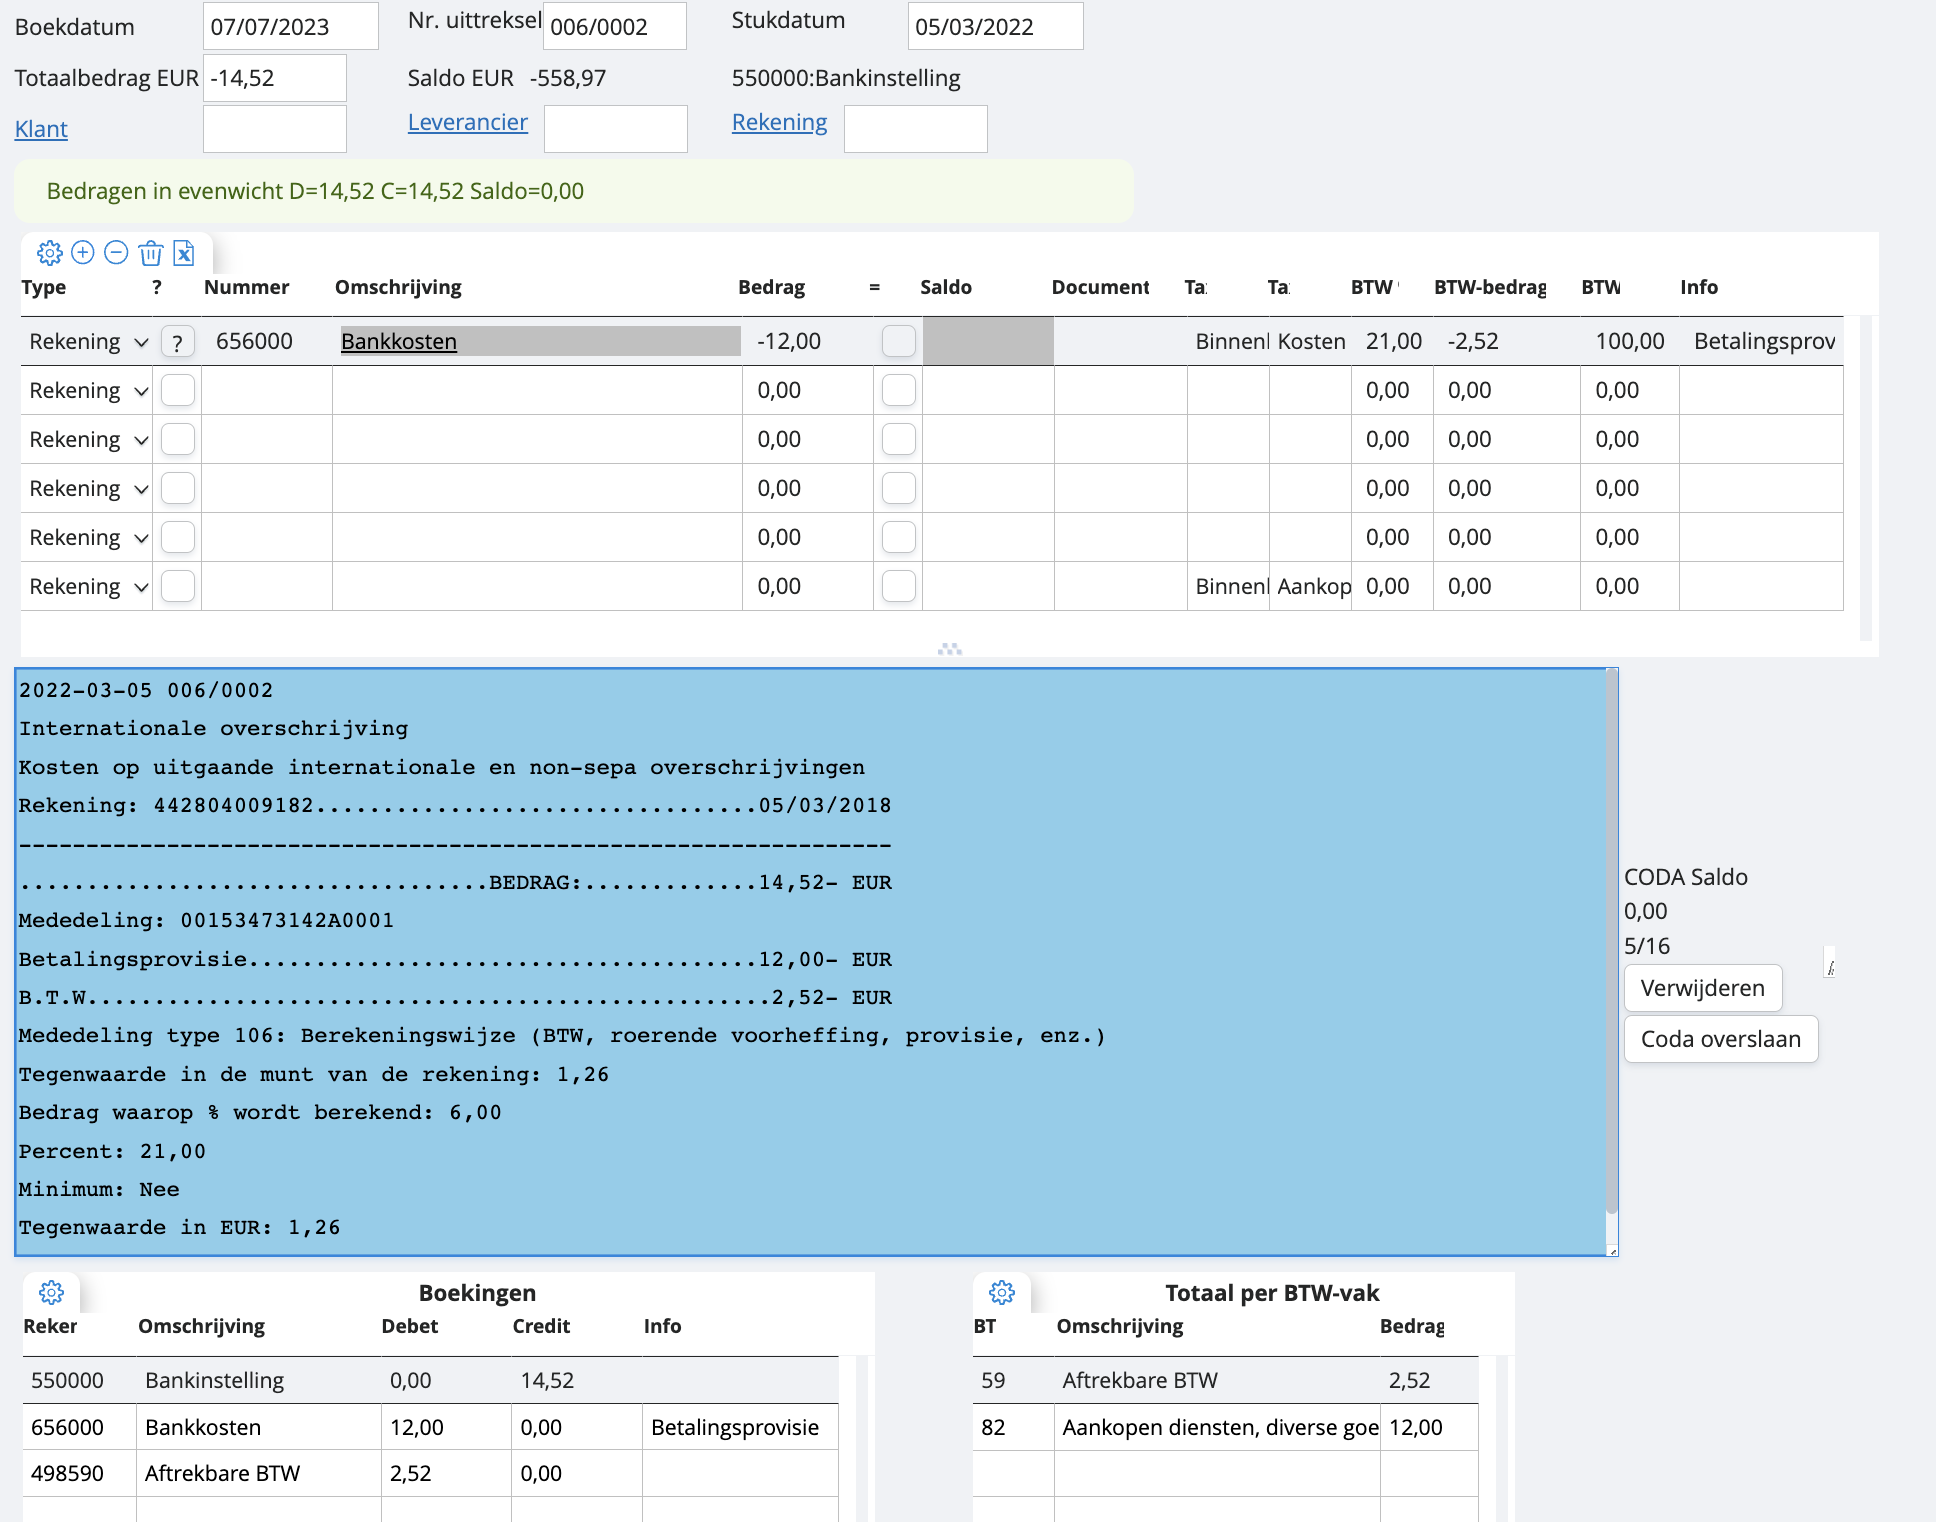 Boekdatum 07/07/2023 Nr. uittreksel 006/0002 Stukdatum 05/03/2022
Totaalbedrag EUR -14,52 Saldo EUR -558,97 550000:Bankinstelling
Klant Leverancier Rekening
Bedragen in evenwicht D=14,52 C=14,52 Saldo=0,00
Type ? Nummer Omschrijving Bedrag = Saldo Document Ta Ta BTW BTW-bedrag BTW Info
Rekening ? 656000 Bankkosten -12,00 Binnenl Kosten 21,00 -2,52 100,00 Betalingsprov
Rekening 0,00 0,00 0,00 0,00
Rekening 0,00 0,00 0,00 0,00
Rekening 0,00 0,00 0,00 0,00
Rekening 0,00 0,00 0,00 0,00
Rekening 0,00 Binnenl Aankop 0,00 0,00 0,00
2022-03-05 006/0002
Internationale overschrijving
Kosten op uitgaande internationale en non-sepa overschrijvingen
Rekening: 442804009182.................................05/03/2018
-----------------------------------------------------------------
...................................BEDRAG:.............14,52- EUR
Mededeling: 00153473142A0001
Betalingsprovisie......................................12,00- EUR
B.T.W...................................................2,52- EUR
Mededeling type 106: Berekeningswijze (BTW, roerende voorheffing, provisie, enz.)
Tegenwaarde in de munt van de rekening: 1,26
Bedrag waarop % wordt berekend: 6,00
Percent: 21,00
Minimum: Nee
Tegenwaarde in EUR: 1,26
CODA Saldo
0,00
5/16
Verwijderen
Coda overslaan
Boekingen
Reker Omschrijving Debet Credit Info
550000 Bankinstelling 0,00 14,52
656000 Bankkosten 12,00 0,00 Betalingsprovisie
498590 Aftrekbare BTW 2,52 0,00
Totaal per BTW-vak
BT Omschrijving Bedrag
59 Aftrekbare BTW 2,52
82 Aankopen diensten, diverse goe 12,00